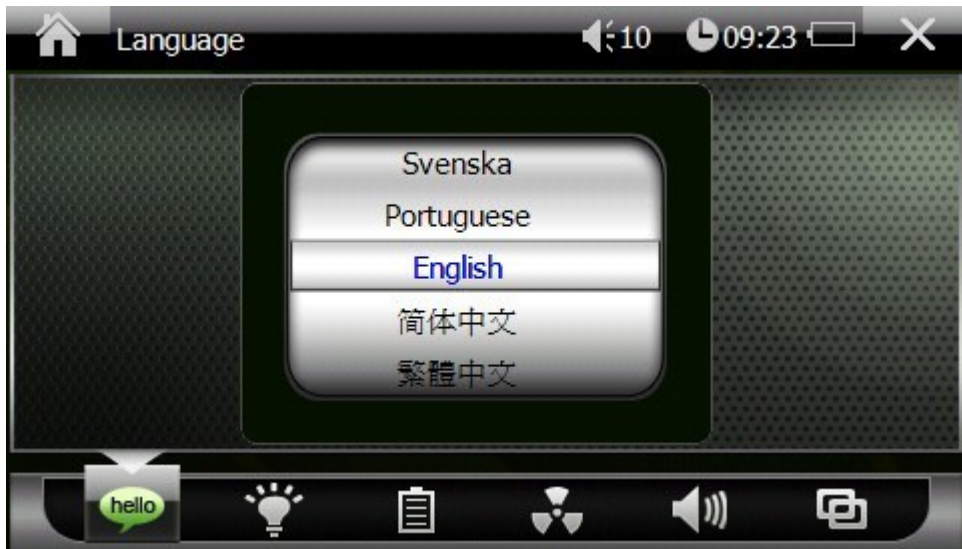 Language 10 09:23
Svenska
Portuguese
English
简体中文
繁體中文
hello